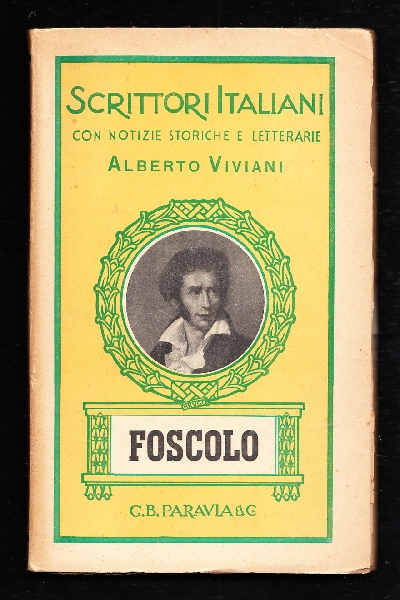 SCRITTORI ITALIANI
CON NOTIZIE STORICHE E LETTERARIE
ALBERTO VIVIANI
FOSCOLO
G.B. PARAVIA & C